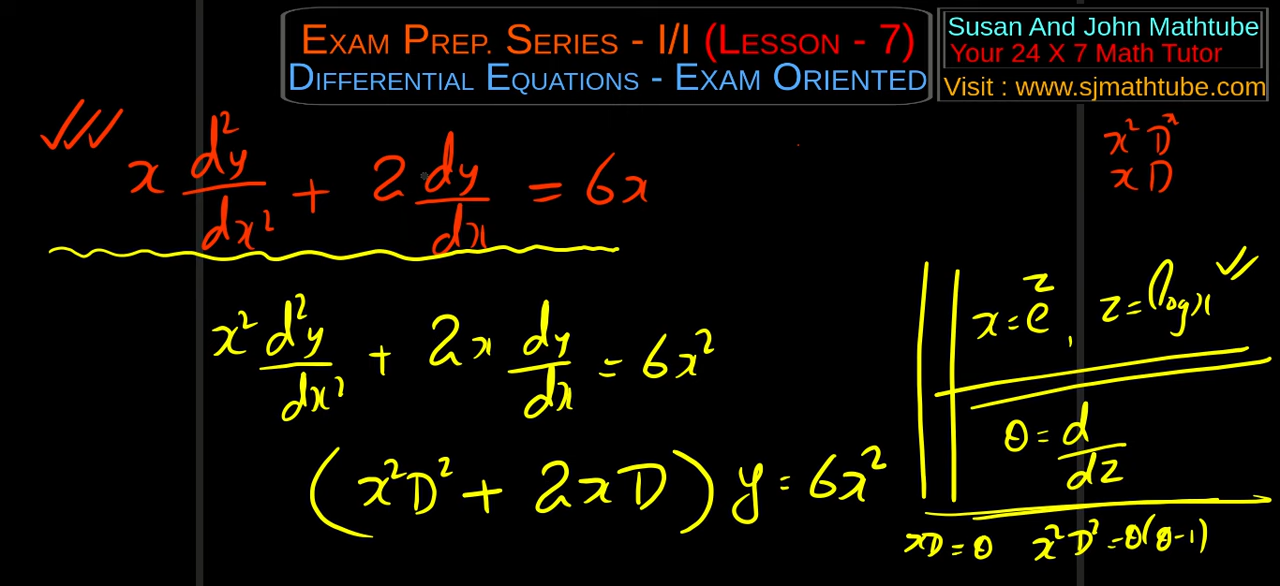 EXAM PREP. SERIES - I/I (LESSON - 7)
DIFFERENTIAL EQUATIONS - EXAM ORIENTED
Susan And John Mathtube
Your 24 X 7 Math Tutor
Visit : www.sjmathtube.com
x² D²
x D
x d²y/dx² + 2 dy/dx = 6x
x² d²y/dx² + 2x dy/dx = 6x²
(x²D² + 2xD) y = 6x²
x = e^z, z = log x
θ = d/dz
xD = θ x²D² = θ(θ-1)